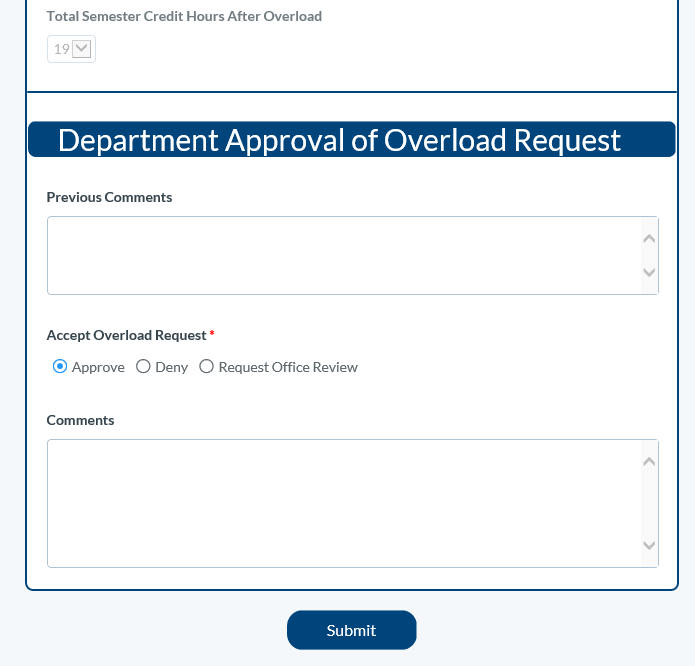 Total Semester Credit Hours After Overload
19
Department Approval of Overload Request
Previous Comments
Accept Overload Request *
Approve Deny Request Office Review
Comments
Submit